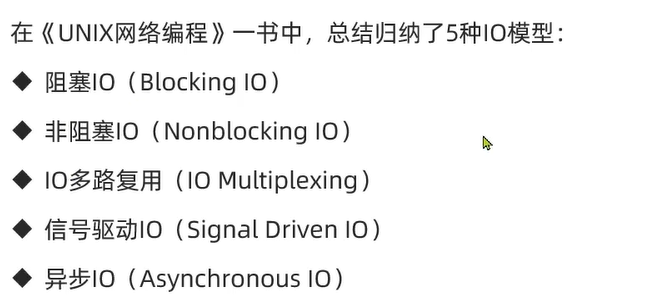 在《UNIX网络编程》一书中，总结归纳了5种IO模型：
◆ 阻塞IO（Blocking IO）
◆ 非阻塞IO（Nonblocking IO）
◆ IO多路复用（IO Multiplexing）
◆ 信号驱动IO（Signal Driven IO）
◆ 异步IO（Asynchronous IO）